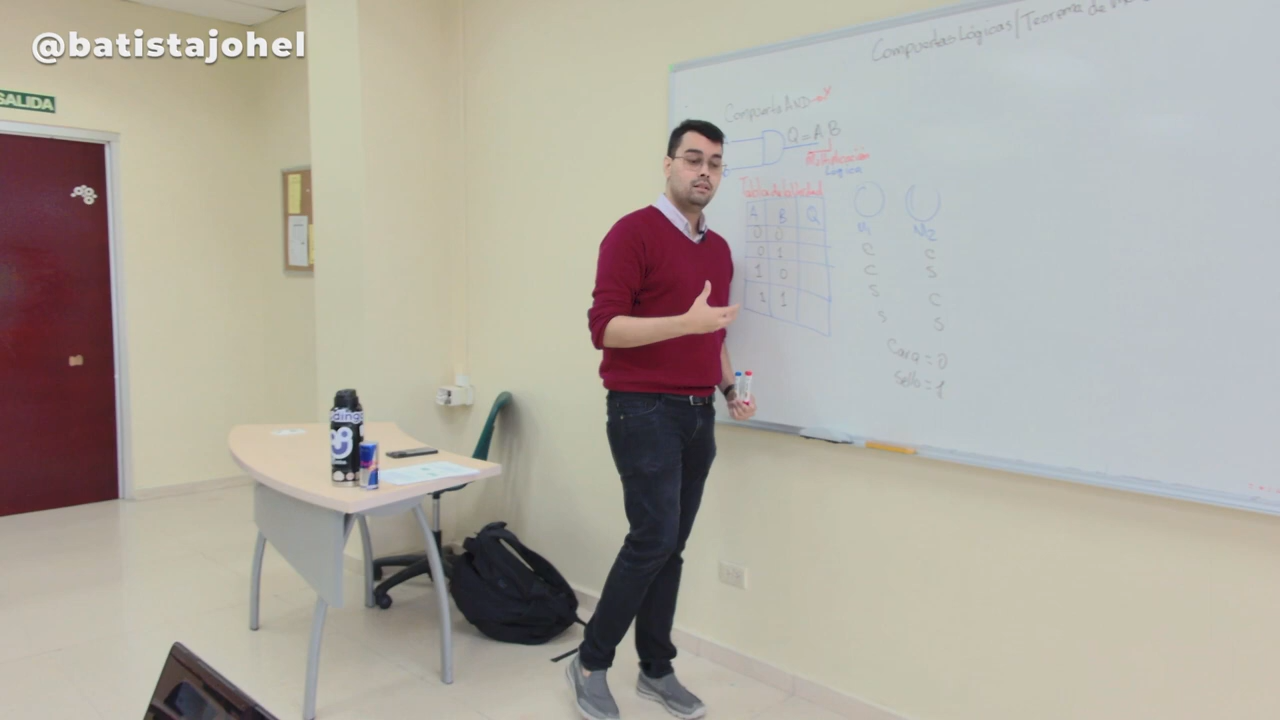 @batistajohel
SALIDA
Compuertas Lógicas/Teorema de
Compuerta AND→
Q = A.B
Multiplicación
Lógica
Tabla de la verdad
A B Q
0 0
0 1
1 0
1 1
M1 M2
C C
C S
S C
S S
Cara = 0
Sello = 1